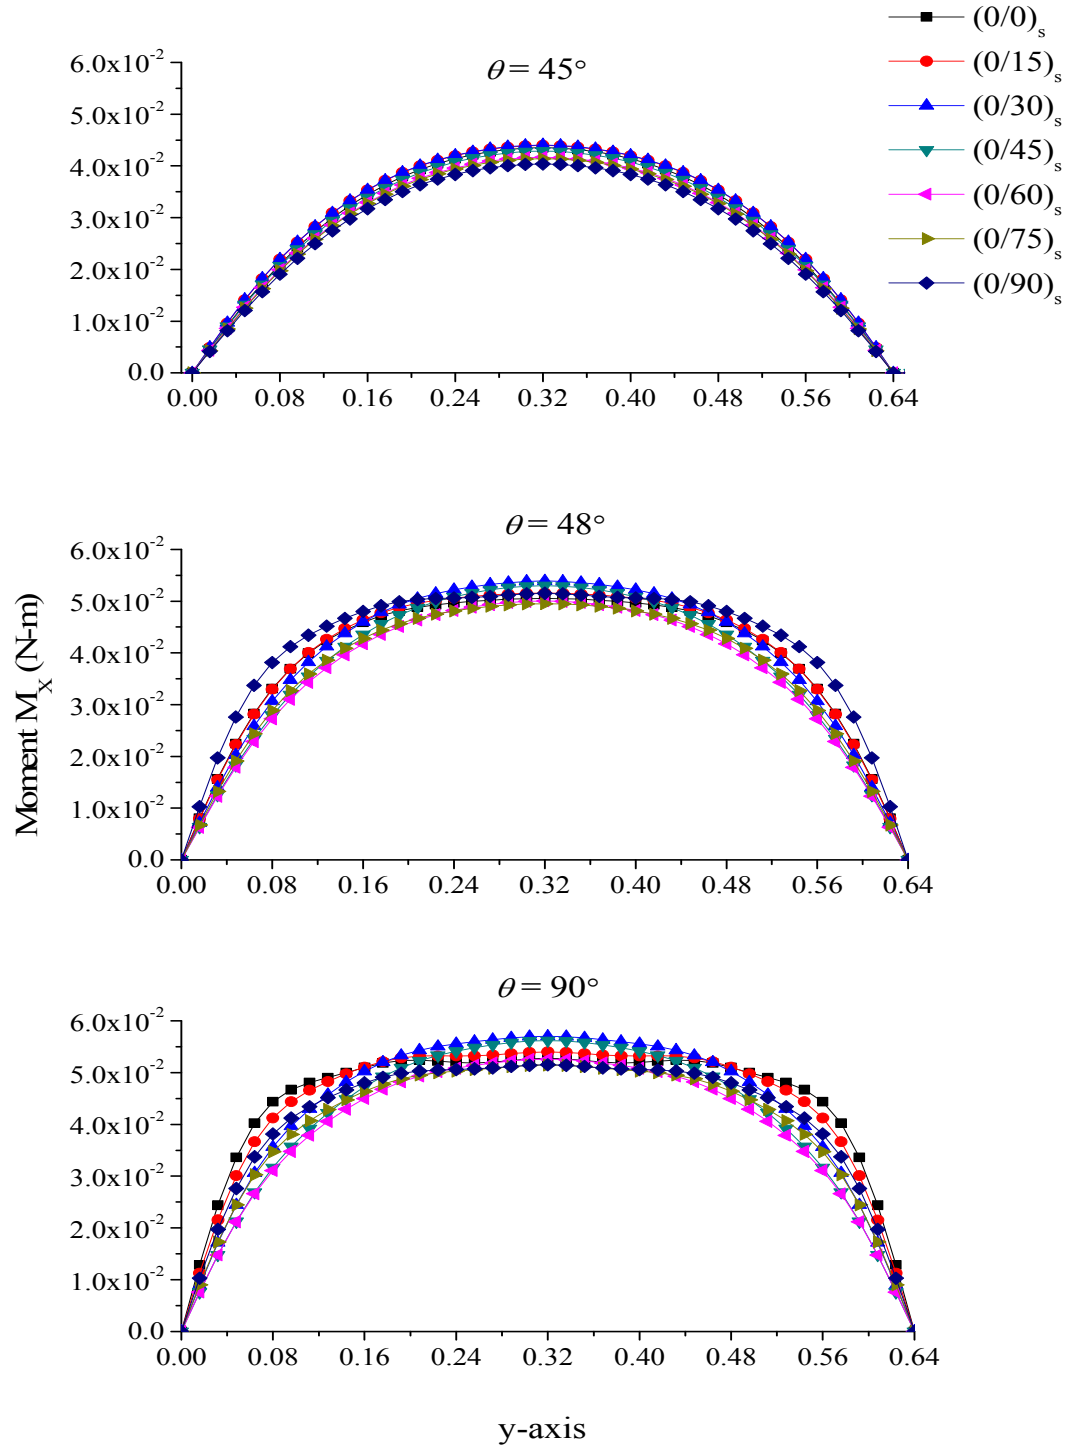 (0/0)s
(0/15)s
(0/30)s
(0/45)s
(0/60)s
(0/75)s
(0/90)s
θ = 45°
6.0x10-2
5.0x10-2
4.0x10-2
3.0x10-2
2.0x10-2
1.0x10-2
0.0
0.00 0.08 0.16 0.24 0.32 0.40 0.48 0.56 0.64
Moment MX (N-m)
θ = 48°
6.0x10-2
5.0x10-2
4.0x10-2
3.0x10-2
2.0x10-2
1.0x10-2
0.0
0.00 0.08 0.16 0.24 0.32 0.40 0.48 0.56 0.64
θ = 90°
6.0x10-2
5.0x10-2
4.0x10-2
3.0x10-2
2.0x10-2
1.0x10-2
0.0
0.00 0.08 0.16 0.24 0.32 0.40 0.48 0.56 0.64
y-axis